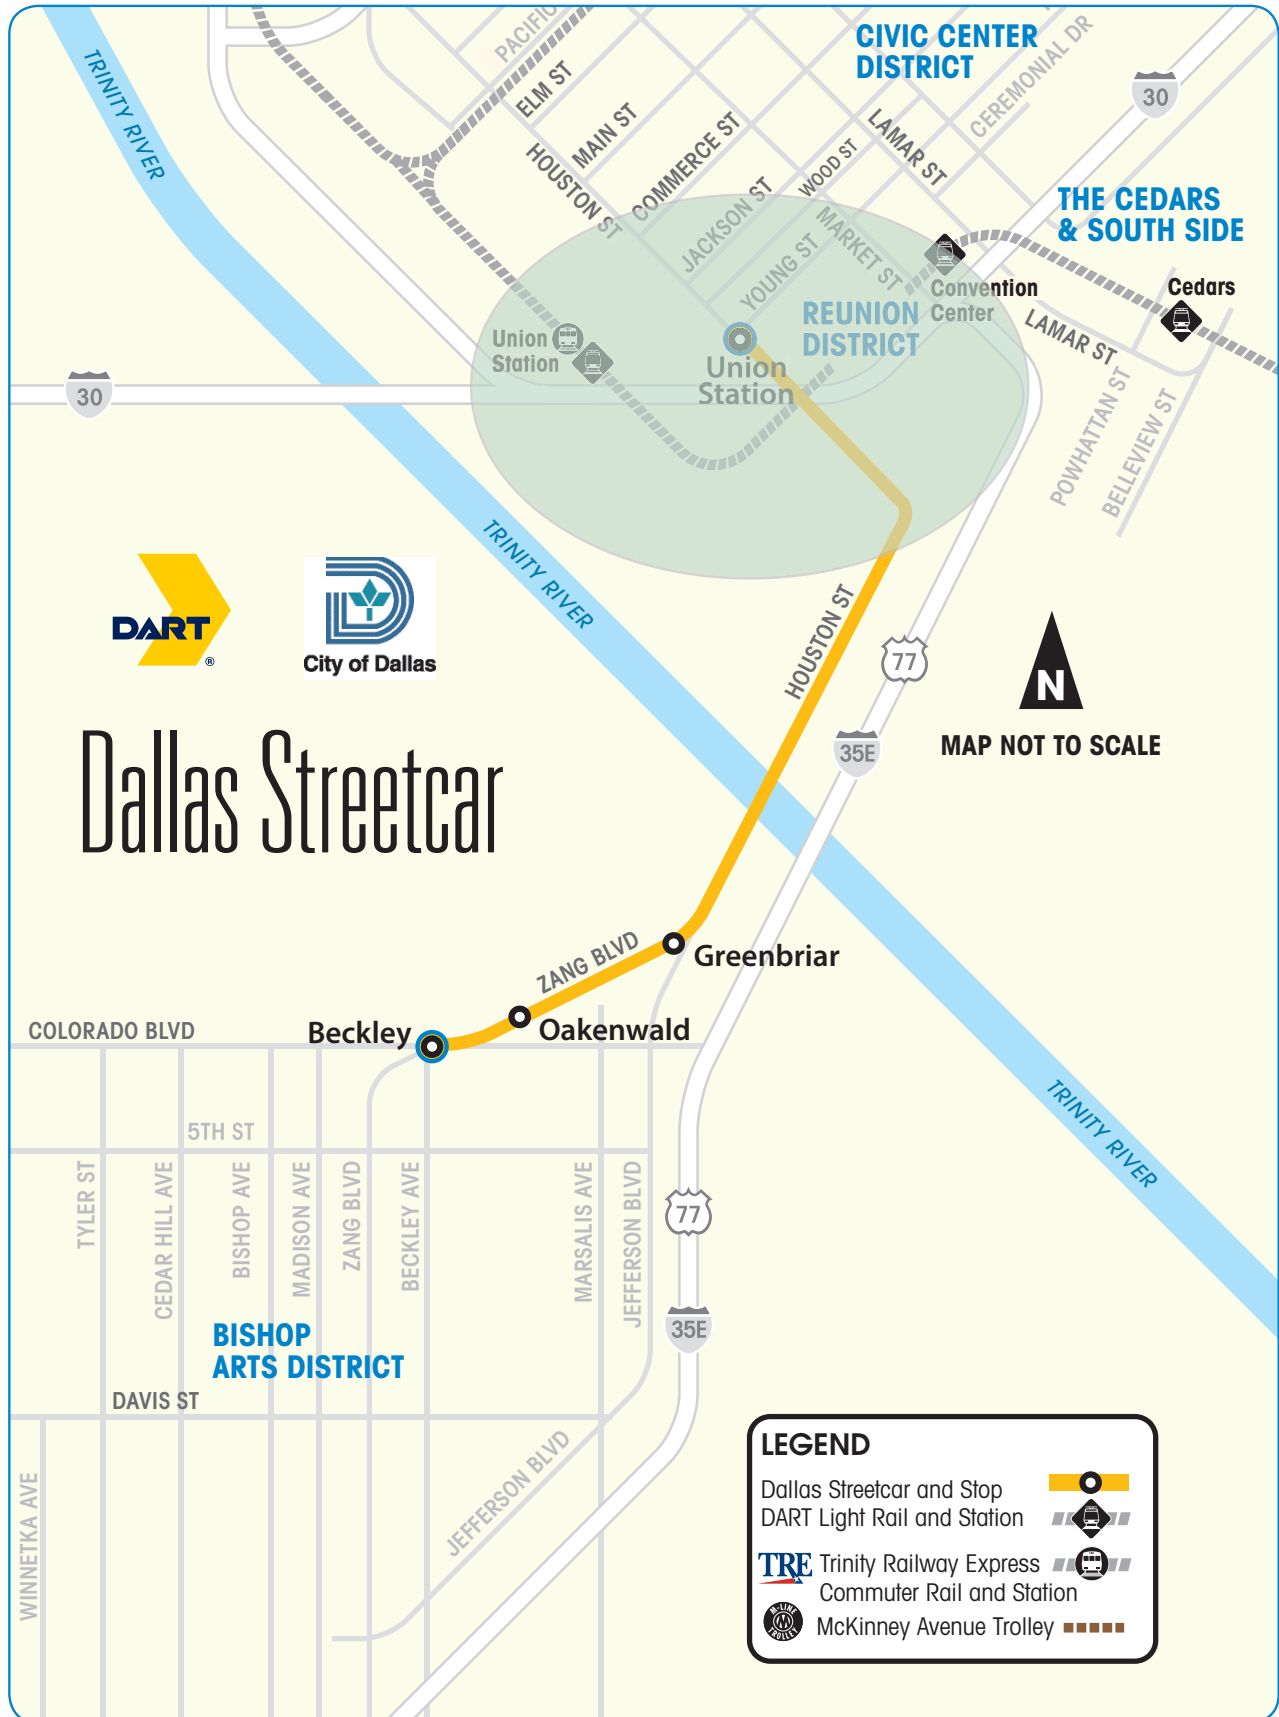 TRINITY RIVER
PACIFIC
ELM ST
MAIN ST
HOUSTON ST
COMMERCE ST
JACKSON ST
WOOD ST
LAMAR ST
CIVIC CENTER
DISTRICT
CEREMONIAL DR
30
THE CEDARS
& SOUTH SIDE
YOUNG ST
MARKET ST
Convention
Center
Cedars
REUNION
DISTRICT
LAMAR ST
Union
Station
Union
Station
30
POWHATTAN ST
BELLEVIEW ST
TRINITY RIVER
DART
®
City of Dallas
HOUSTON ST
77
N
35E
MAP NOT TO SCALE
Dallas Streetcar
ZANG BLVD
Greenbriar
COLORADO BLVD
Beckley
Oakenwald
TRINITY RIVER
5TH ST
TYLER ST
CEDAR HILL AVE
BISHOP AVE
MADISON AVE
ZANG BLVD
BECKLEY AVE
MARSALIS AVE
JEFFERSON BLVD
77
35E
BISHOP
ARTS DISTRICT
DAVIS ST
WINNETKA AVE
JEFFERSON BLVD
LEGEND
Dallas Streetcar and Stop
DART Light Rail and Station
TRE Trinity Railway Express
Commuter Rail and Station
M-LINE
M
TROLLEY
McKinney Avenue Trolley